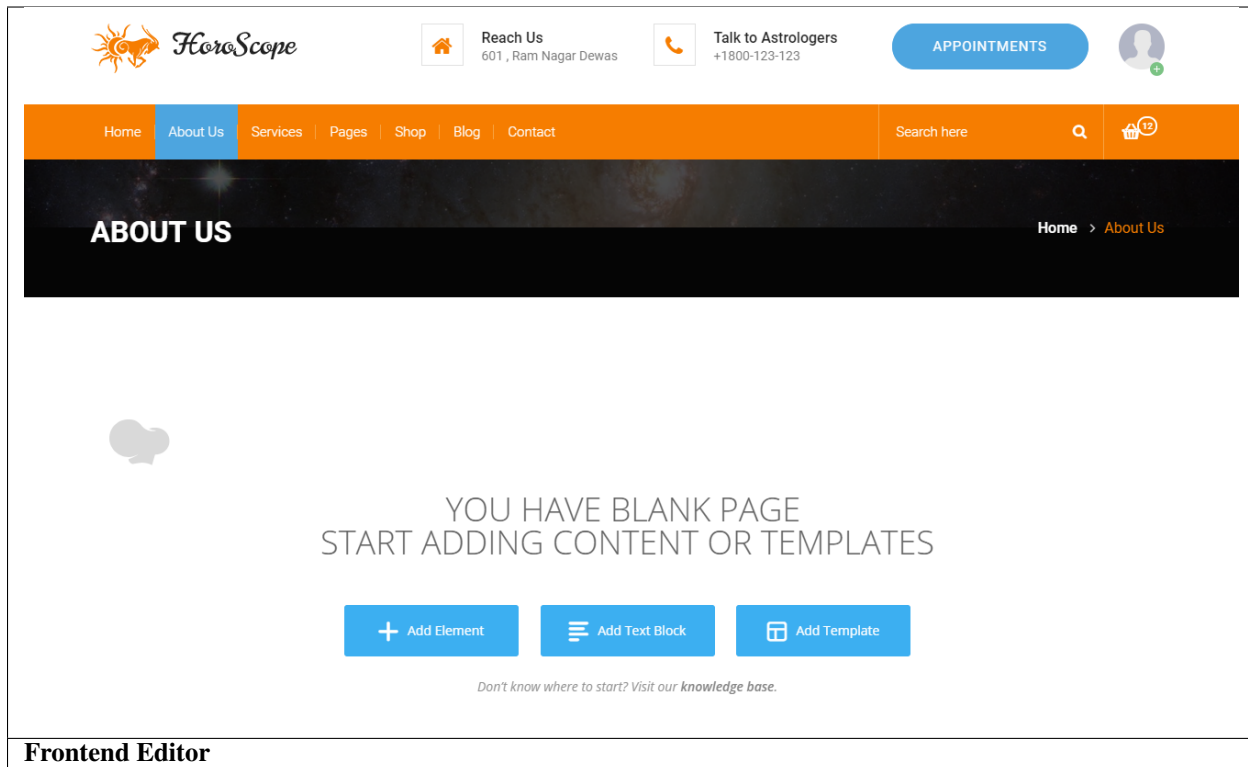 HoroScope
Reach Us
601 , Ram Nagar Dewas
Talk to Astrologers
+1800-123-123
APPOINTMENTS
Home About Us Services Pages Shop Blog Contact Search here 12
ABOUT US
Home > About Us
YOU HAVE BLANK PAGE
START ADDING CONTENT OR TEMPLATES
Add Element Add Text Block Add Template
Don't know where to start? Visit our knowledge base.
Frontend Editor